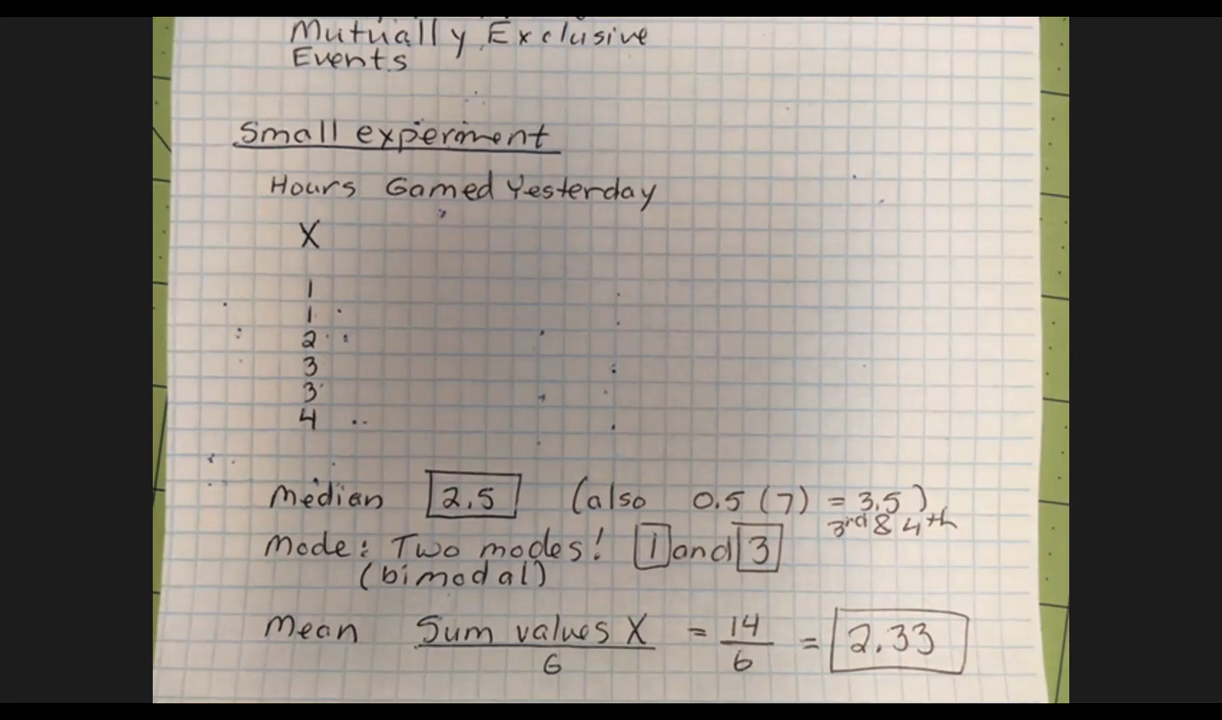 Mutually Exclusive
Events
Small experiment
Hours Gamed Yesterday
X
1
1
2
3
3
4
Median 2.5 (also 0.5(7) = 3.5)
3rd & 4th
Mode: Two modes! 1 and 3
(bimodal)
Mean Sum values X = 14 = 2.33
6 6